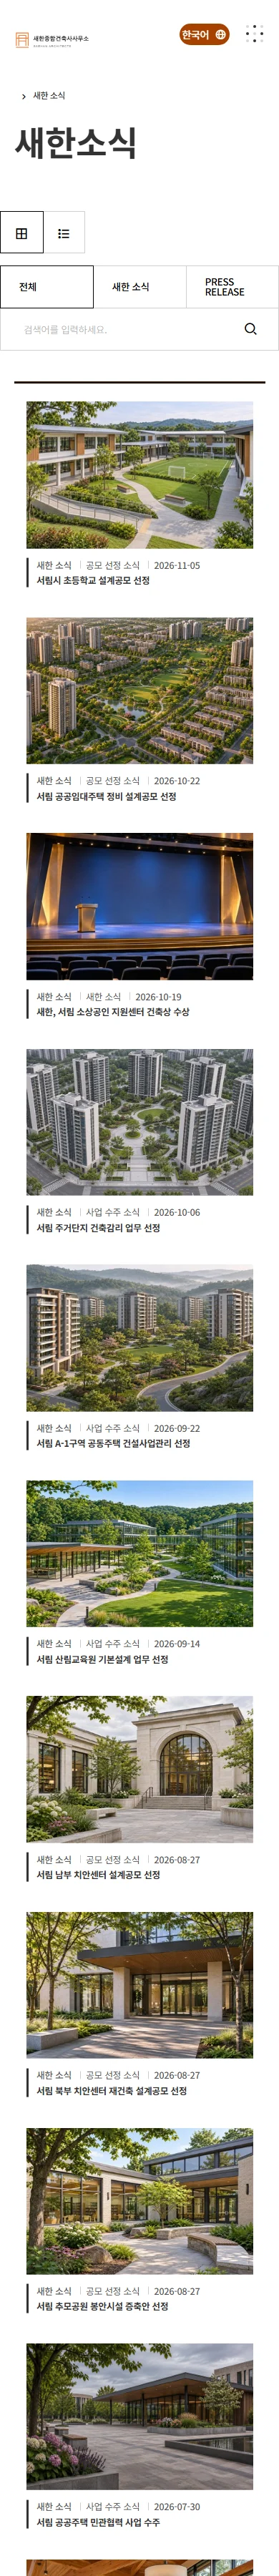 새한종합건축사사무소
한국어
새한 소식
새한소식
전체
새한 소식
PRESS
RELEASE
검색어를 입력하세요.
새한 소식 공모 선정 소식 2026-11-05
서림시 초등학교 설계공모 선정
새한 소식 공모 선정 소식 2026-10-22
서림 공공임대주택 정비 설계공모 선정
새한 소식 새한 소식 2026-10-19
새한, 서림 소상공인 지원센터 건축상 수상
새한 소식 사업 수주 소식 2026-10-06
서림 주거단지 건축감리 업무 선정
새한 소식 사업 수주 소식 2026-09-22
서림 A-1구역 공동주택 건설사업관리 선정
새한 소식 사업 수주 소식 2026-09-14
서림 산림교육원 기본설계 업무 선정
새한 소식 공모 선정 소식 2026-08-27
서림 남부 치안센터 설계공모 선정
새한 소식 공모 선정 소식 2026-08-27
서림 북부 치안센터 재건축 설계공모 선정
새한 소식 공모 선정 소식 2026-08-27
서림 추모공원 봉안시설 증축안 선정
새한 소식 사업 수주 소식 2026-07-30
서림 공공주택 민관협력 사업 수주